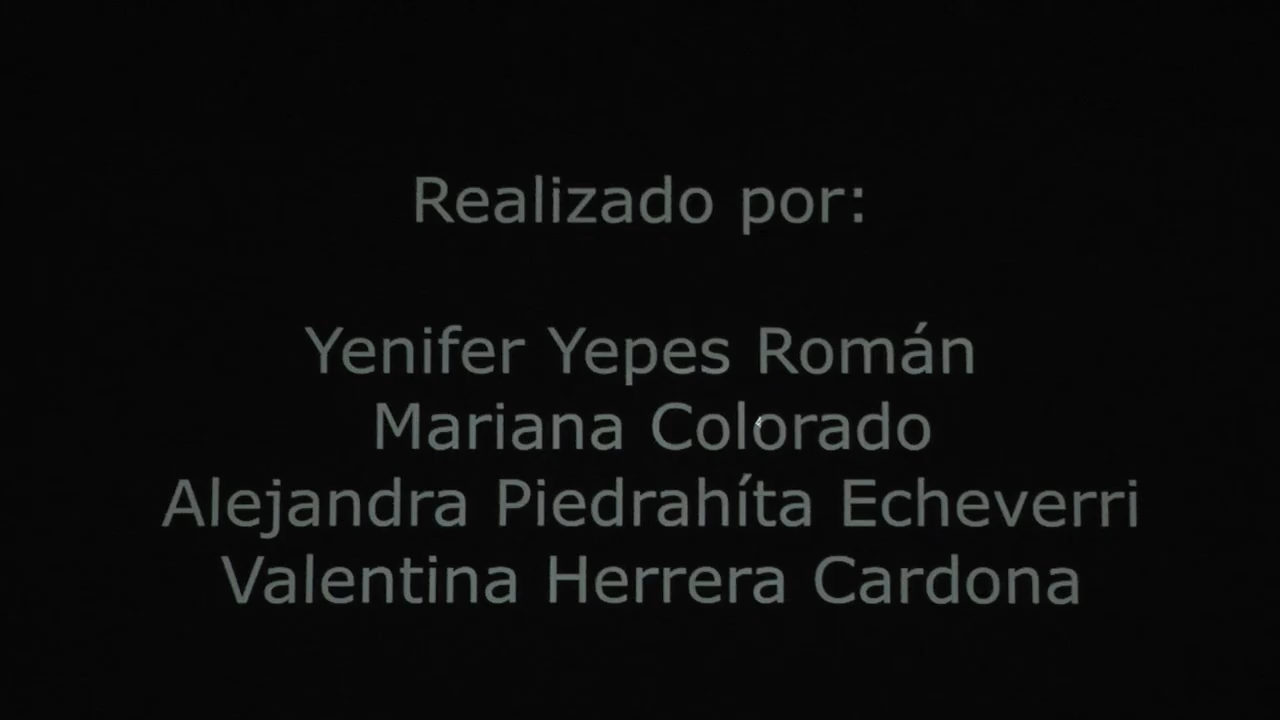 Realizado por:
Yenifer Yepes Román
Mariana Colorado
Alejandra Piedrahíta Echeverri
Valentina Herrera Cardona